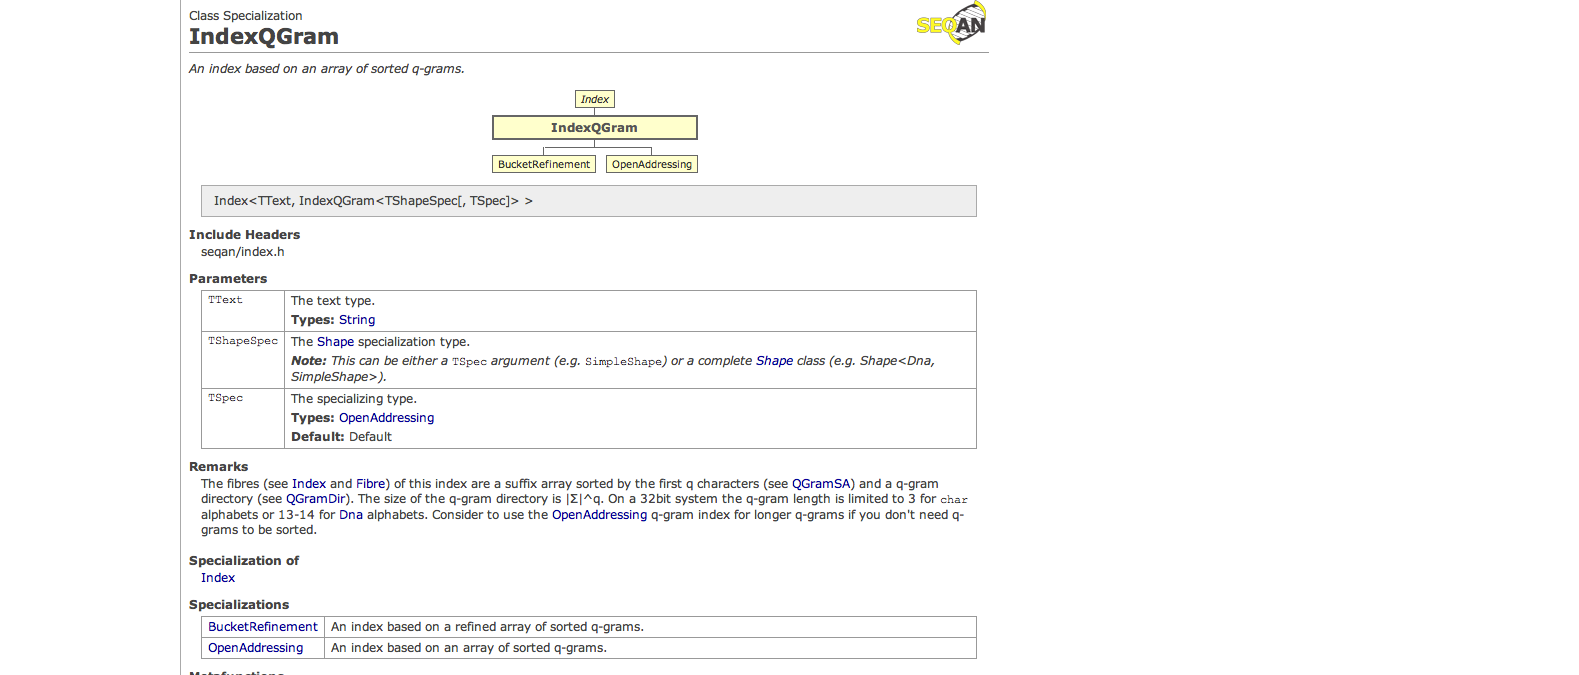 Class Specialization
IndexQGram
SEQAN
An index based on an array of sorted q-grams.
Index
IndexQGram
BucketRefinement OpenAddressing
Index<TText, IndexQGram<TShapeSpec[, TSpec]> >
Include Headers
seqan/index.h
Parameters
TText The text type.
Types: String
TShapeSpec The Shape specialization type.
Note: This can be either a TSpec argument (e.g. SimpleShape) or a complete Shape class (e.g. Shape<Dna,
SimpleShape>).
TSpec The specializing type.
Types: OpenAddressing
Default: Default
Remarks
The fibres (see Index and Fibre) of this index are a suffix array sorted by the first q characters (see QGramSA) and a q-gram
directory (see QGramDir). The size of the q-gram directory is |Σ|^q. On a 32bit system the q-gram length is limited to 3 for char
alphabets or 13-14 for Dna alphabets. Consider to use the OpenAddressing q-gram index for longer q-grams if you don't need q-
grams to be sorted.
Specialization of
Index
Specializations
BucketRefinement An index based on a refined array of sorted q-grams.
OpenAddressing An index based on an array of sorted q-grams.
Metafunctions